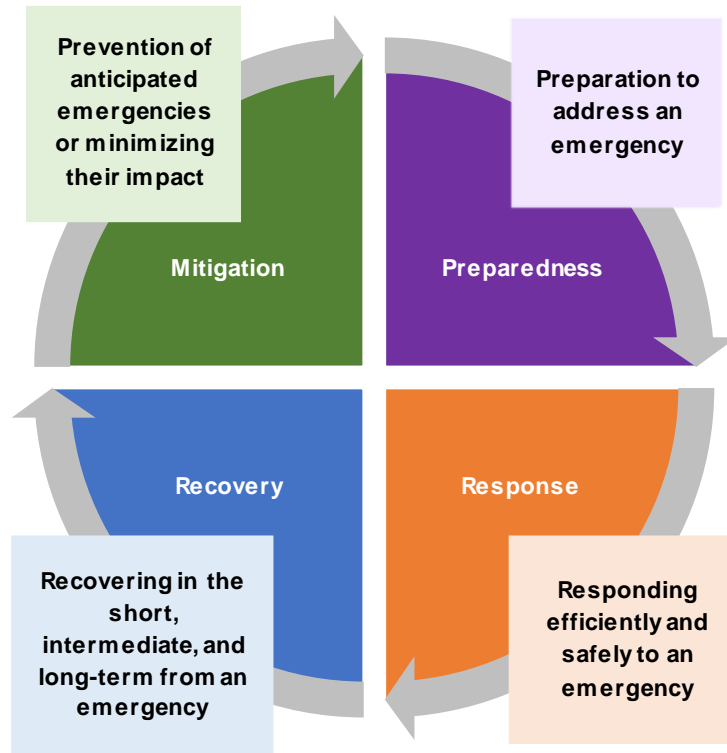 Prevention of
anticipated
emergencies
or minimizing
their impact
Mitigation
Preparation to
address an
emergency
Preparedness
Recovery
Recovering in the
short,
intermediate, and
long-term from an
emergency
Response
Responding
efficiently and
safely to an
emergency